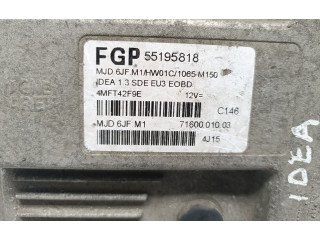 FGP 55195818
MJD 6JF.M1/HW01C/1065-M150
IDEA 1.3 SDE EU3 EOBD
4MFT42F9E 12V=
C146
MJD 6JF M1 71600.010.03
4J15
IDEA